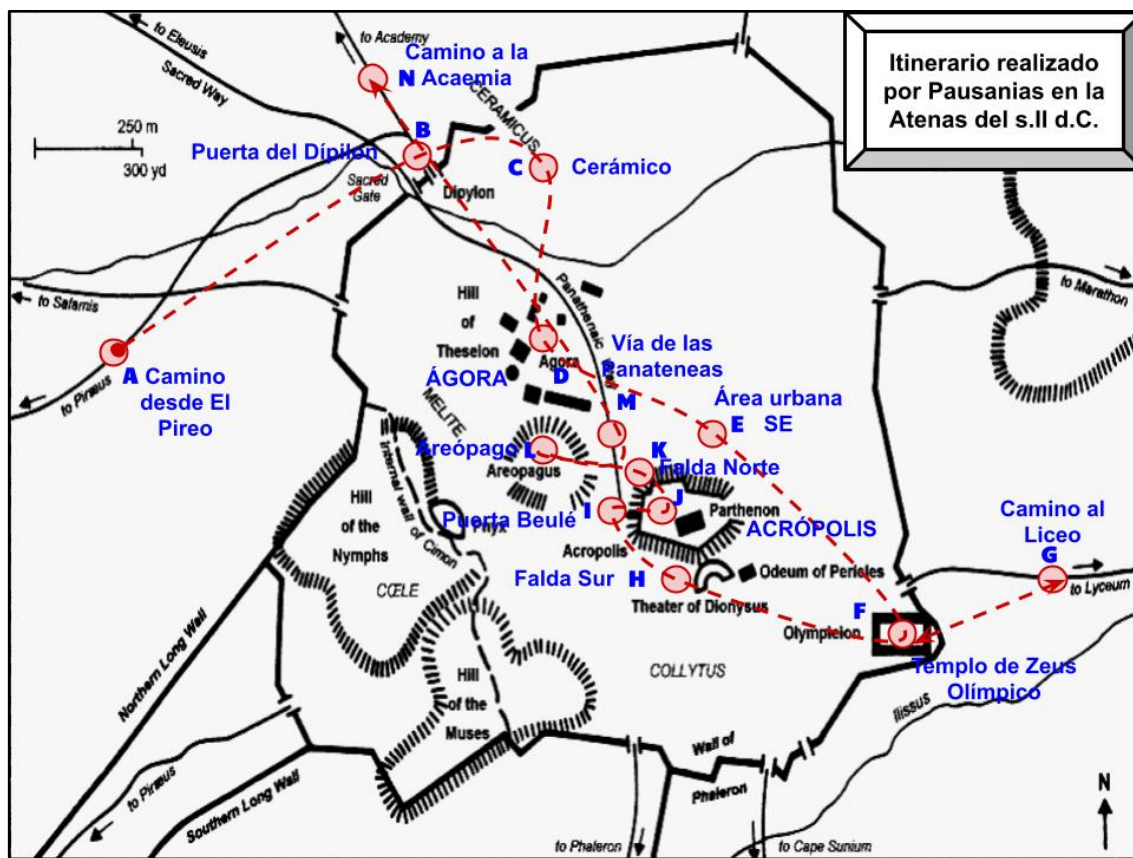 Itinerario realizado
por Pausanias en la
Atenas del s.II d.C.
to Eleusis
Sacred Way
to Academy
Camino a la
N Acaemia
CERAMICUS
250 m
300 yd
B
Puerta del Dípilon
Sacred
Gate
Dipylon
C Cerámico
to Salamis
to Marathon
Hill
of
Theseion
Panathenaic Way
Agora
D
ÁGORA
Vía de las
Panateneas
M
A Camino
desde El
Pireo
to Piræus
MELITE
Área urbana
E SE
Areópago L
Areopagus
K
Falda Norte
Internal wall of Cimon
Hill
of the
Nymphs
Pnyx
Puerta Beulé I
J
Parthenon
ACRÓPOLIS
Acropolis
Camino al
Liceo
G
to Lyceum
Falda Sur H
Odeum of Pericles
Theater of Dionysus
CŒLE
F
Olympieion
Templo de Zeus
Olímpico
COLLYTUS
Ilissus
Hill
of the
Muses
Northern Long Wall
to Piræus
Southern Long Wall
Wall of
Phaleron
to Phaleron
to Cape Sunium
N